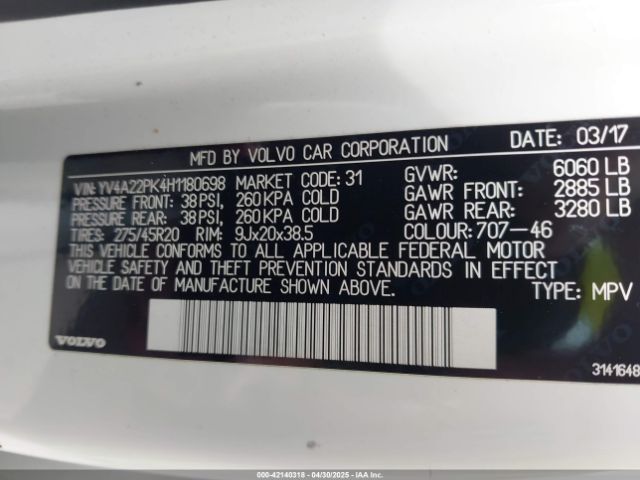 MFD BY VOLVO CAR CORPORATION DATE: 03/17
VIN: YV4A22PK4H1180698 MARKET CODE: 31 GVWR: 6060 LB
PRESSURE FRONT: 38 PSI, 260 KPA COLD GAWR FRONT: 2885 LB
PRESSURE REAR: 38 PSI, 260 KPA COLD GAWR REAR: 3280 LB
TIRES: 275/45R20 RIM: 9Jx20x38.5 COLOUR: 707-46
THIS VEHICLE CONFORMS TO ALL APPLICABLE FEDERAL MOTOR
VEHICLE SAFETY AND THEFT PREVENTION STANDARDS IN EFFECT
ON THE DATE OF MANUFACTURE SHOWN ABOVE. TYPE: MPV
VOLVO
3141648
000-42140318 - 04/30/2025 - IAA Inc.